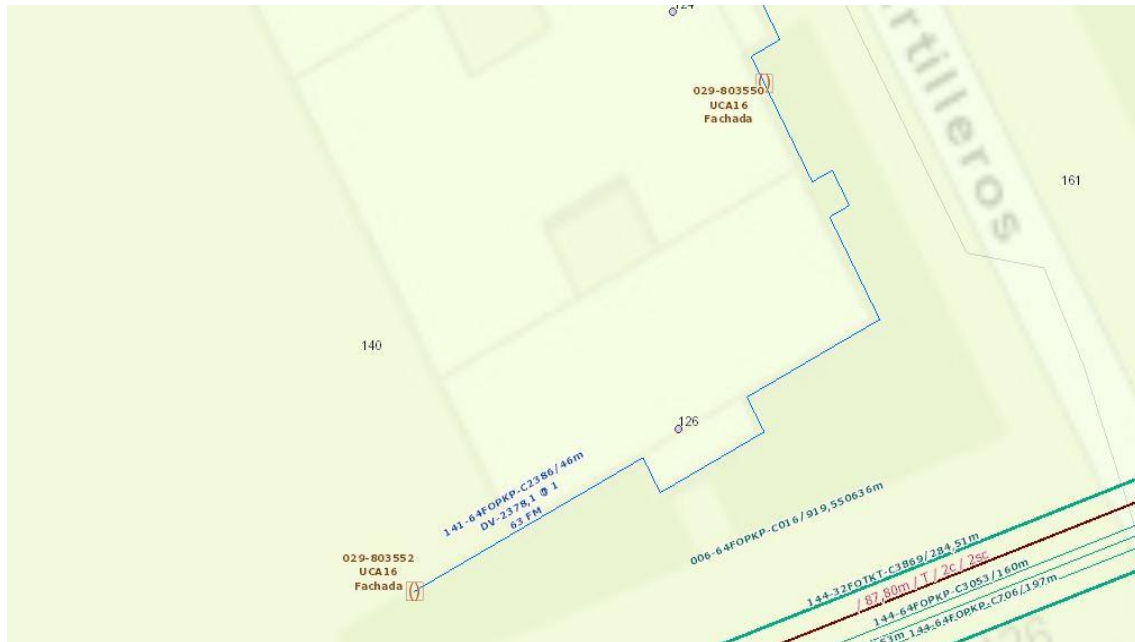 124
029-803550
UCA16
Fachada
rtilleros
161
140
126
141-64FOPKP-C2386/46m
DV-2378,1 @ 1
63 FM
029-803552
UCA16
Fachada
006-64FOPKP-C016/919,550636m
144-32FOTKT-C3869/284,51m
/ 87,80m / T / 2c / 2sc
144-64FOPKP-C3053/160m
144-64FOPKP-C706/197m
26